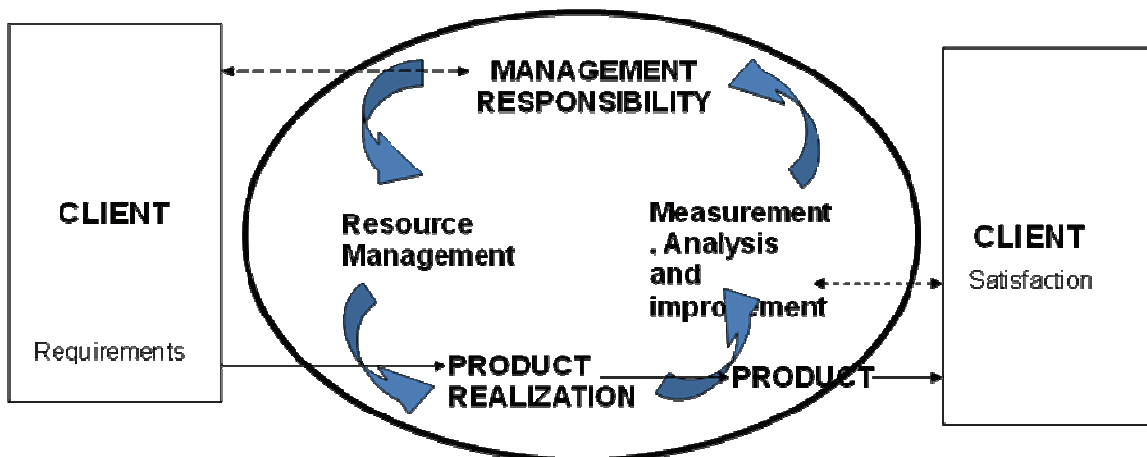 CLIENT
Requirements
MANAGEMENT
RESPONSIBILITY
Resource
Management
Measurement
, Analysis
and
improvement
PRODUCT
REALIZATION
PRODUCT
CLIENT
Satisfaction